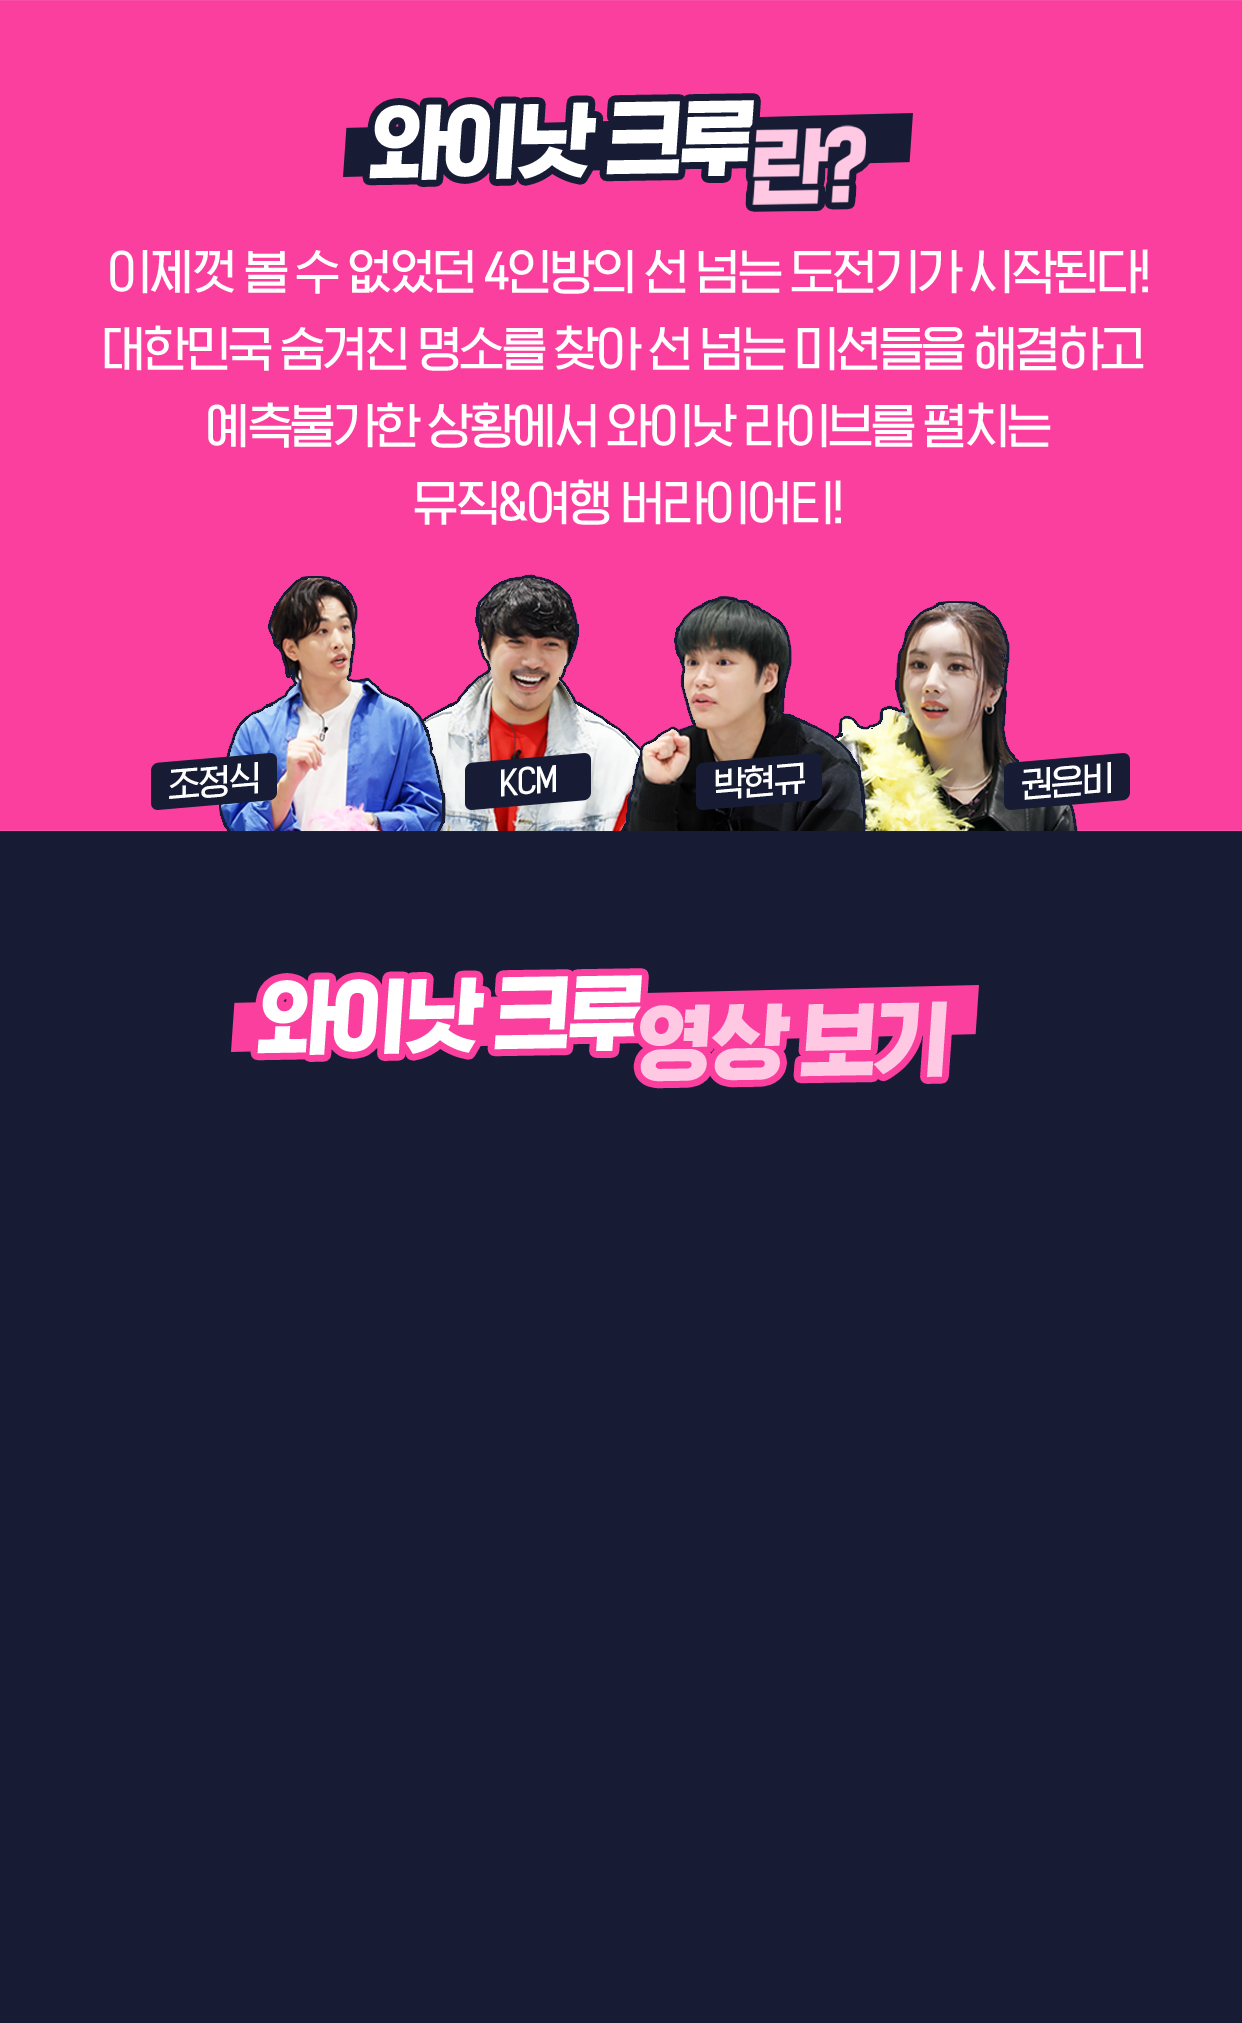 와이낫 크루란?
이제껏 볼 수 없었던 4인방의 선 넘는 도전기가 시작된다!
대한민국 숨겨진 명소를 찾아 선 넘는 미션들을 해결하고
예측불가한 상황에서 와이낫 라이브를 펼치는
뮤직&여행 버라이어티!
조정식
KCM
박현규
권은비
와이낫 크루 영상 보기